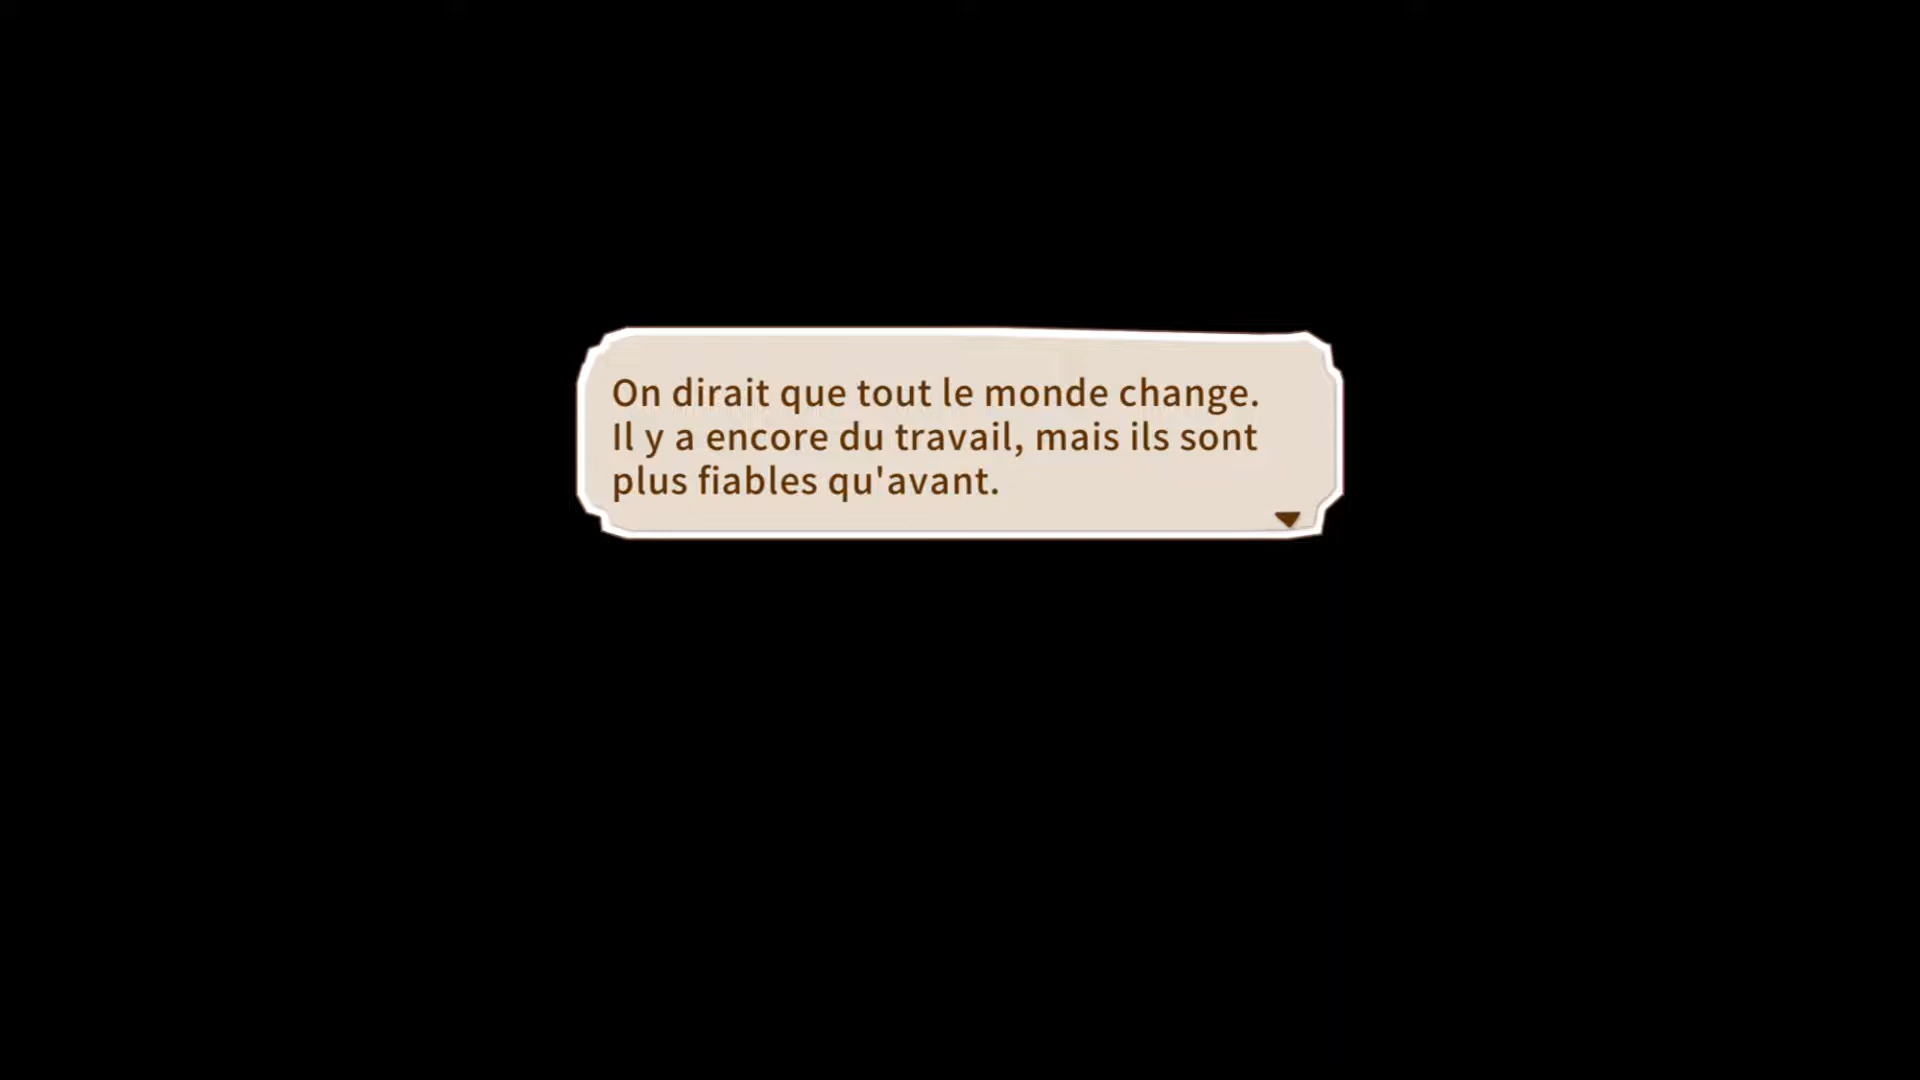 On dirait que tout le monde change.
Il y a encore du travail, mais ils sont
plus fiables qu'avant.